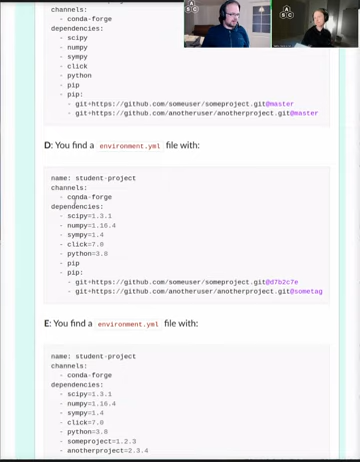 channels:
- conda-forge
dependencies:
- scipy
- numpy
- sympy
- click
- python
- pip
- pip:
- git+https://github.com/someuser/someproject.git@master
- git+https://github.com/anotheruser/anotherproject.git@master
D: You find a environment.yml file with:
name: student-project
channels:
- conda-forge
dependencies:
- scipy=1.3.1
- numpy=1.16.4
- sympy=1.4
- click=7.0
- python=3.8
- pip
- pip:
- git+https://github.com/someuser/someproject.git@d7b2c7e
- git+https://github.com/anotheruser/anotherproject.git@sometag
E: You find a environment.yml file with:
name: student-project
channels:
- conda-forge
dependencies:
- scipy=1.3.1
- numpy=1.16.4
- sympy=1.4
- click=7.0
- python=3.8
- someproject=1.2.3
- anotherproject=2.3.4